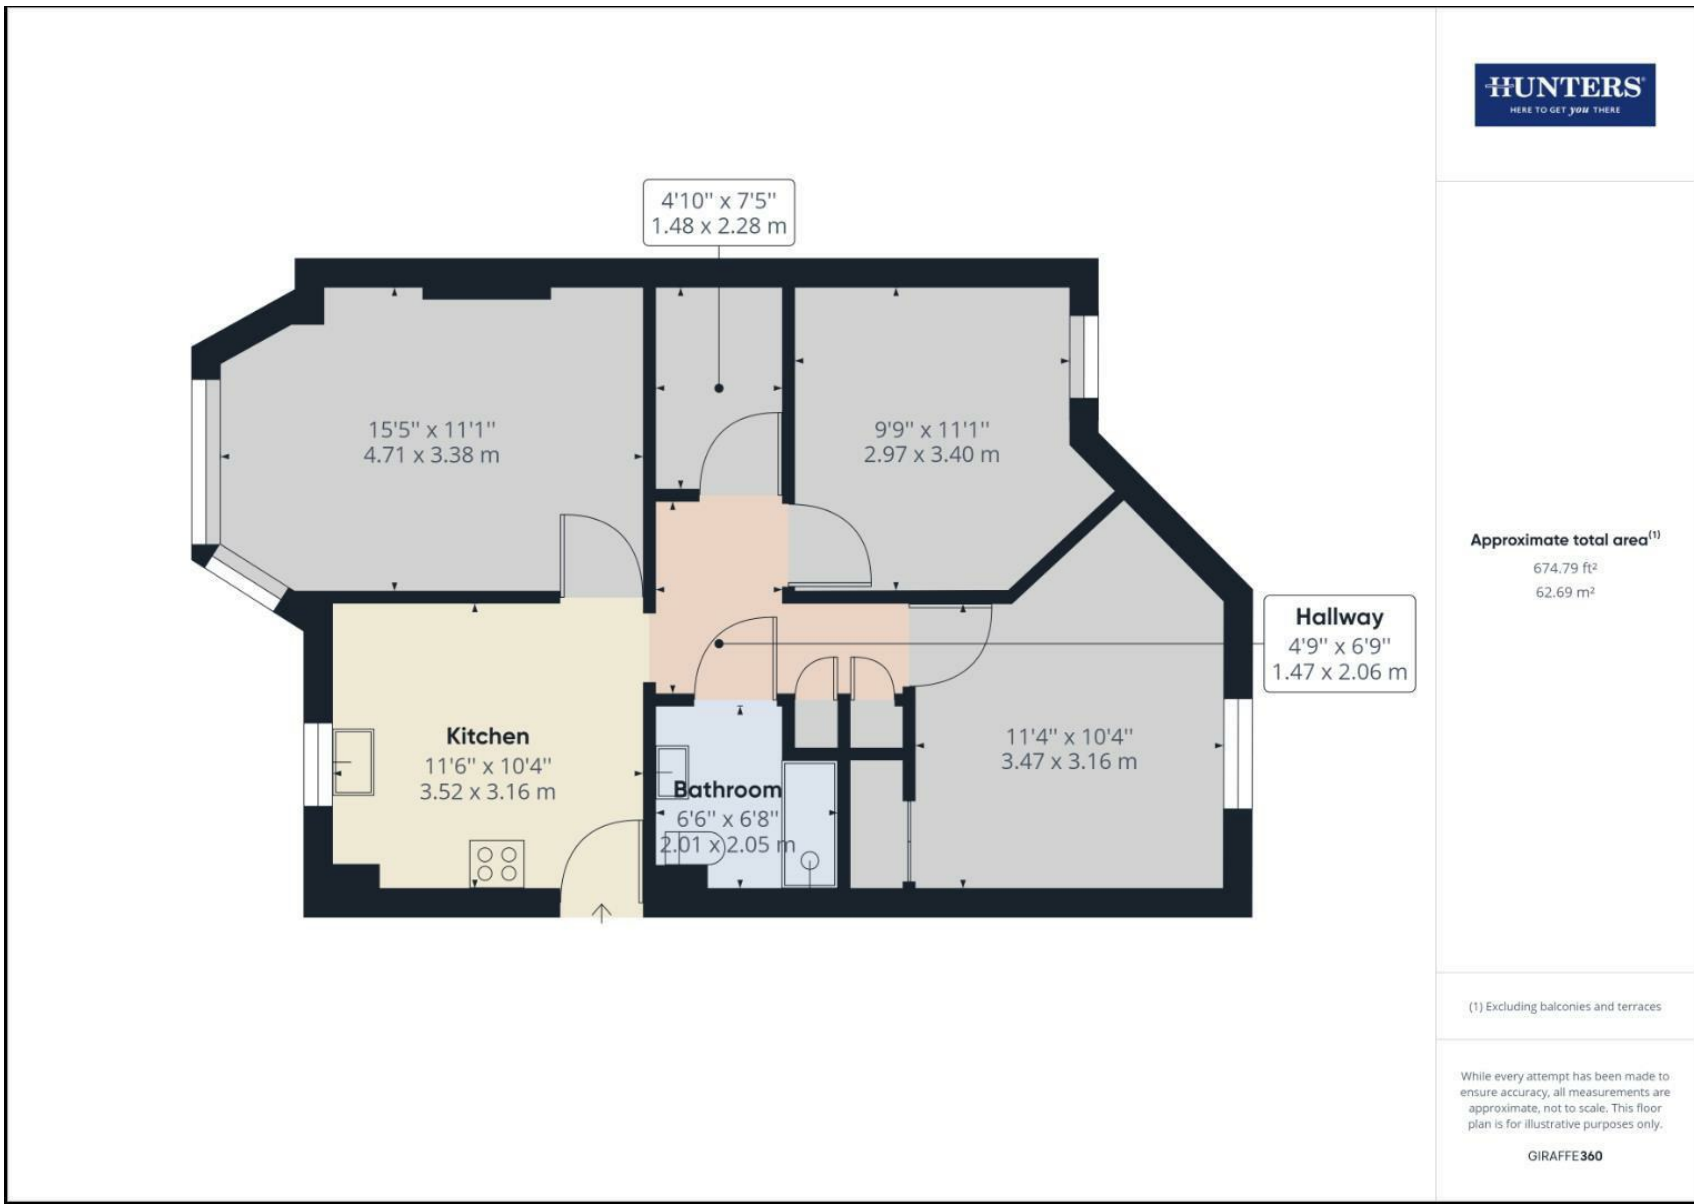 HUNTERS
HERE TO GET you THERE
4'10" x 7'5"
1.48 x 2.28 m
15'5" x 11'1"
4.71 x 3.38 m
9'9" x 11'1"
2.97 x 3.40 m
Hallway
4'9" x 6'9"
1.47 x 2.06 m
Kitchen
11'6" x 10'4"
3.52 x 3.16 m
Bathroom
6'6" x 6'8"
2.01 x 2.05 m
11'4" x 10'4"
3.47 x 3.16 m
Approximate total area(1)
674.79 ft²
62.69 m²
(1) Excluding balconies and terraces
While every attempt has been made to
ensure accuracy, all measurements are
approximate, not to scale. This floor
plan is for illustrative purposes only.
GIRAFFE360